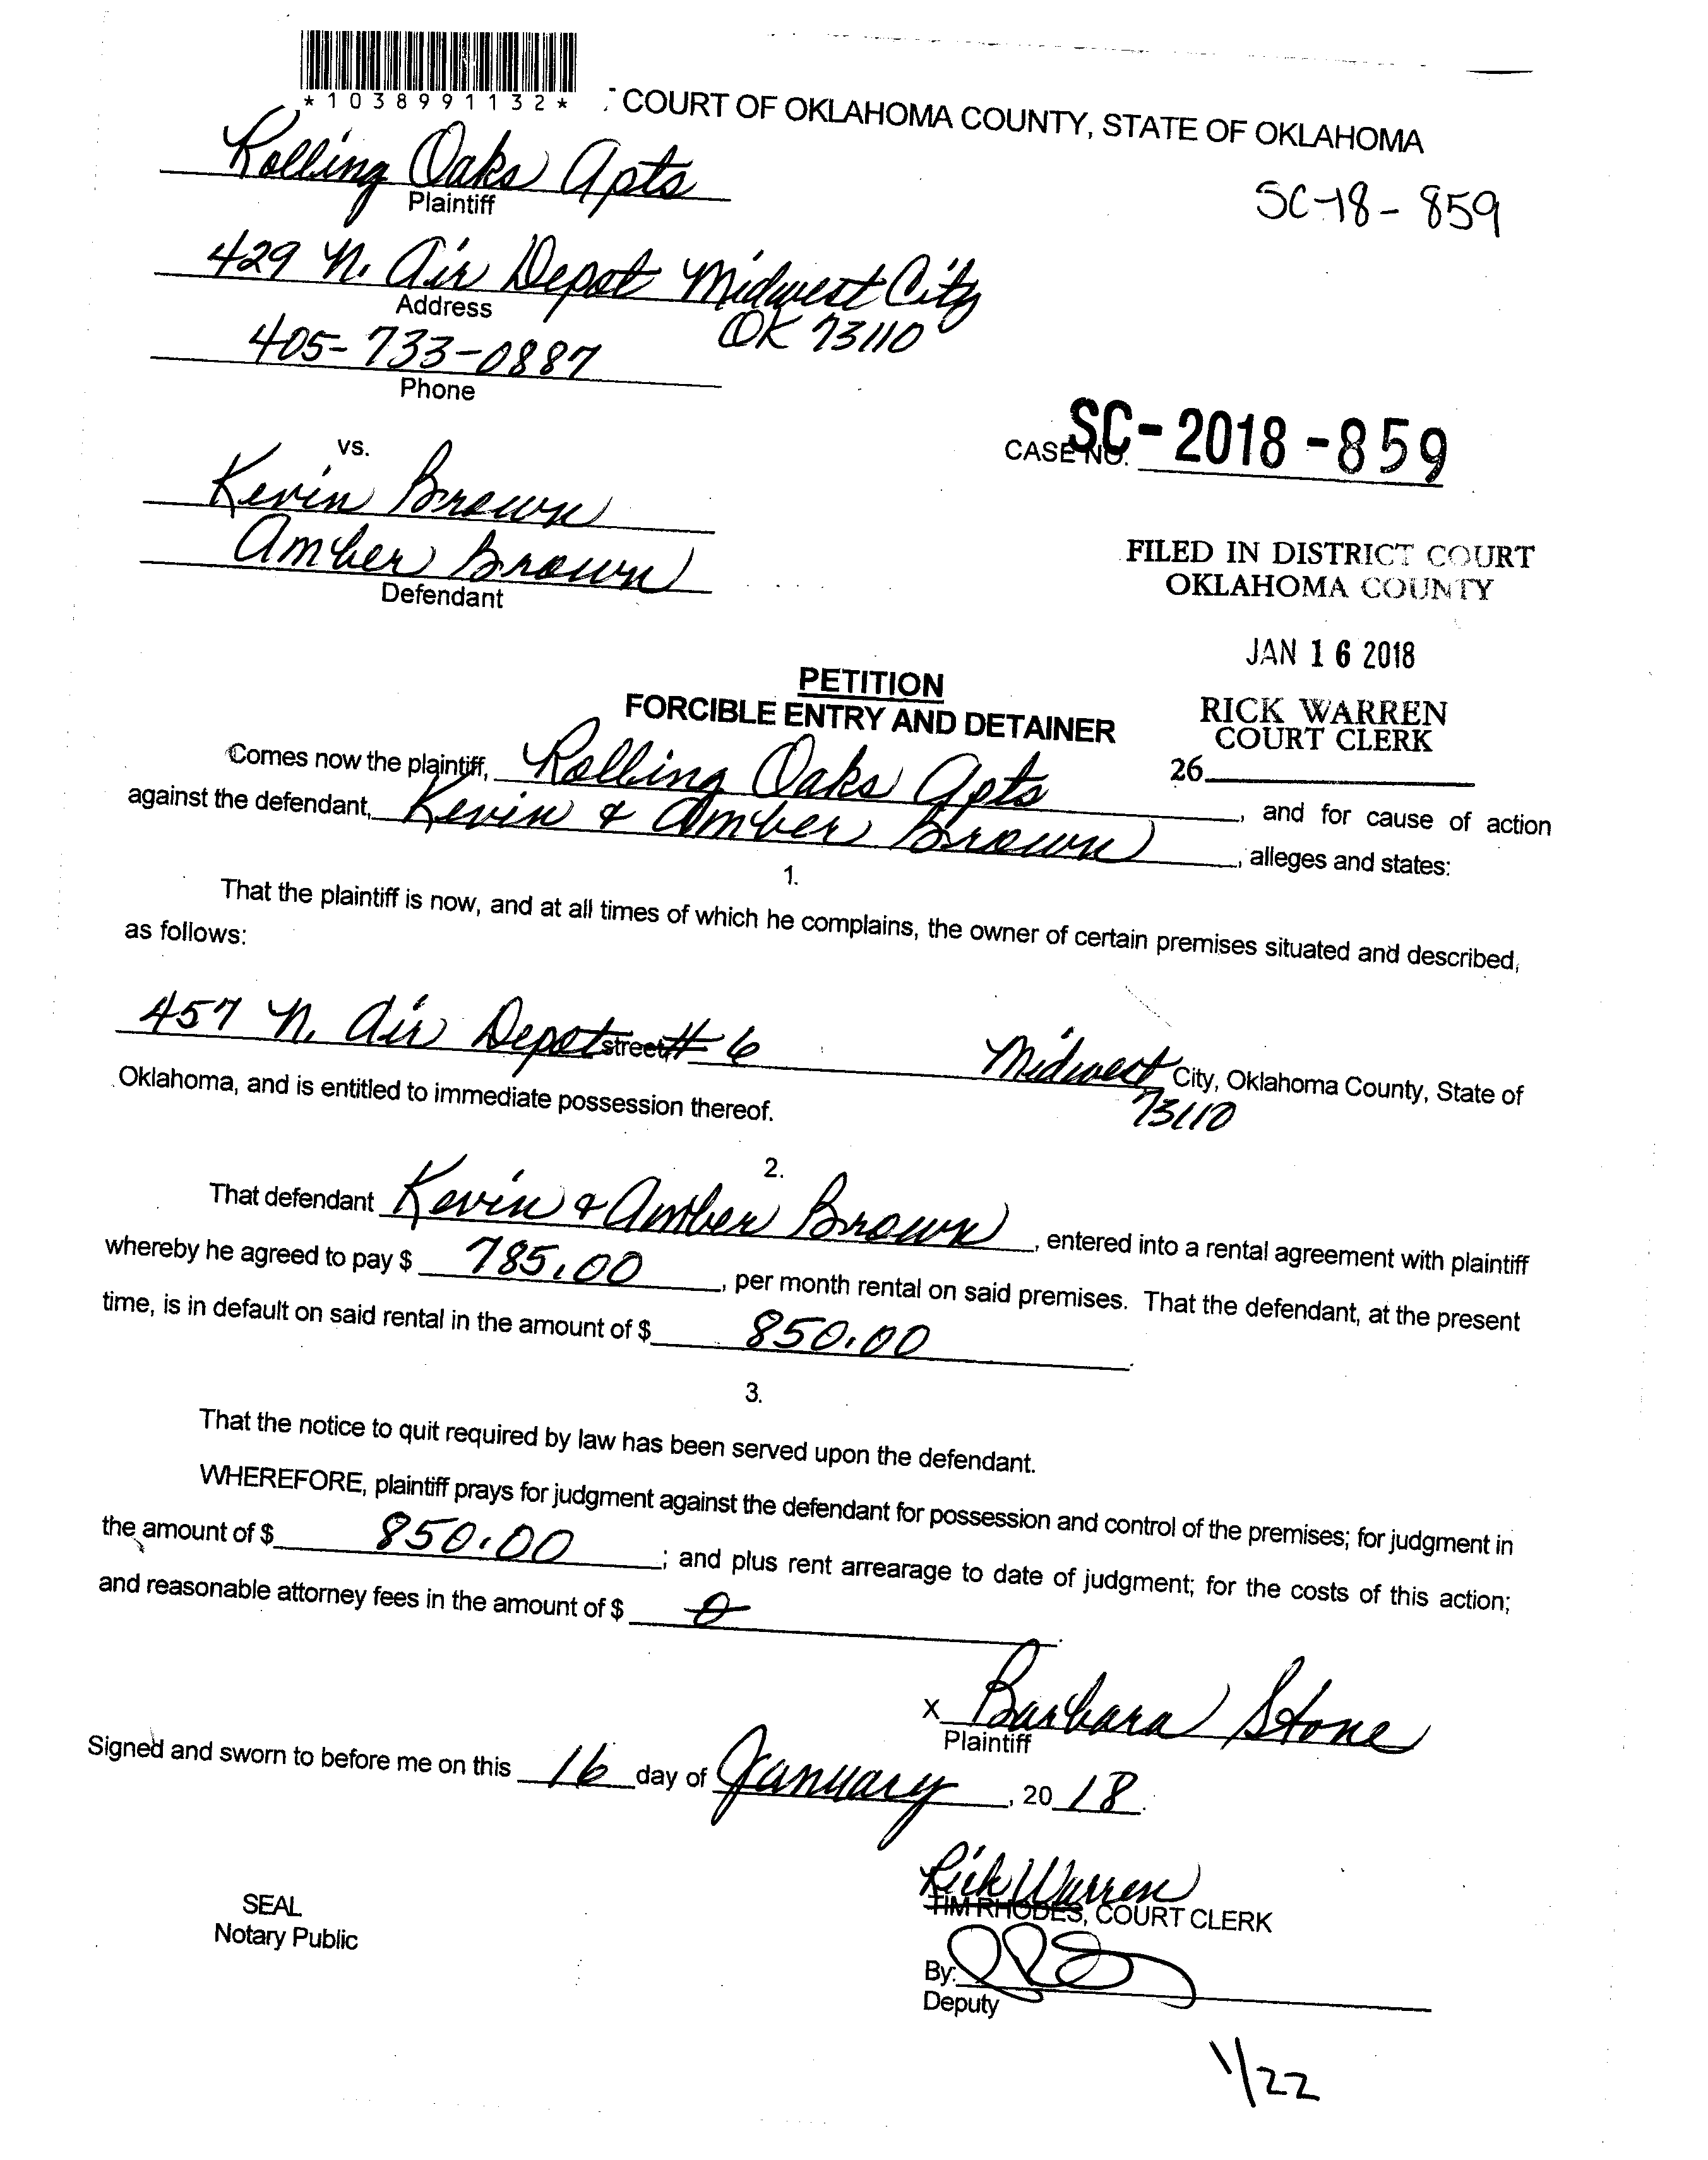 *1038991132*
COURT OF OKLAHOMA COUNTY, STATE OF OKLAHOMA
Rolling Oaks Apts
Plaintiff
SC-18-859
429 N. Air Depot Midwest City
Address
OK 73110
405-733-0887
Phone
vs.
CASE NO. SC-2018-859
Kevin Brown
Amber Brown
Defendant
FILED IN DISTRICT COURT
OKLAHOMA COUNTY
JAN 16 2018
RICK WARREN
COURT CLERK
26
PETITION
FORCIBLE ENTRY AND DETAINER
Comes now the plaintiff, Rolling Oaks Apts, and for cause of action
against the defendant, Kevin & Amber Brown, alleges and states:
1.
That the plaintiff is now, and at all times of which he complains, the owner of certain premises situated and described,
as follows:
457 N. Air Depot street #6 Midwest City, Oklahoma County, State of
73110
Oklahoma, and is entitled to immediate possession thereof.
2.
That defendant Kevin & Amber Brown, entered into a rental agreement with plaintiff
whereby he agreed to pay $ 785.00, per month rental on said premises. That the defendant, at the present
time, is in default on said rental in the amount of $ 850.00.
3.
That the notice to quit required by law has been served upon the defendant.
WHEREFORE, plaintiff prays for judgment against the defendant for possession and control of the premises; for judgment in
the amount of $ 850.00; and plus rent arrearage to date of judgment; for the costs of this action;
and reasonable attorney fees in the amount of $ 0.
X Barbara Stone
Plaintiff
Signed and sworn to before me on this 16 day of January, 20 18.
Rick Warren
TIM RHODES, COURT CLERK
SEAL
Notary Public
By:
Deputy
1/22